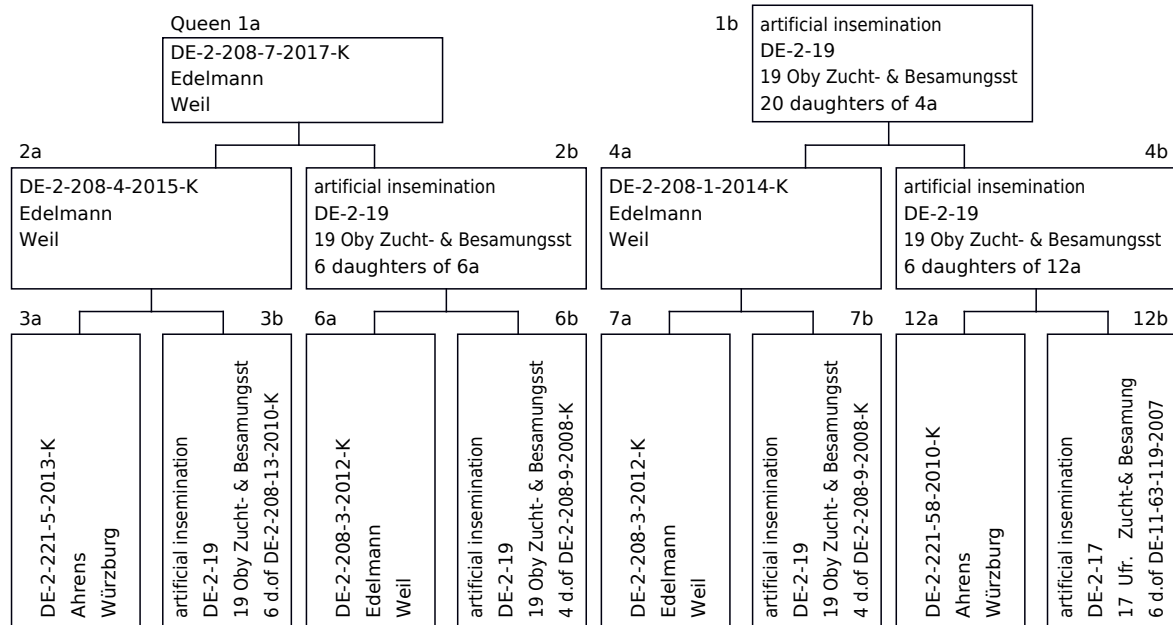 Queen 1a
DE-2-208-7-2017-K
Edelmann
Weil
1b
artificial insemination
DE-2-19
19 Oby Zucht- & Besamungsst
20 daughters of 4a
2a
DE-2-208-4-2015-K
Edelmann
Weil
2b
artificial insemination
DE-2-19
19 Oby Zucht- & Besamungsst
6 daughters of 6a
4a
DE-2-208-1-2014-K
Edelmann
Weil
4b
artificial insemination
DE-2-19
19 Oby Zucht- & Besamungsst
6 daughters of 12a
3a
DE-2-221-5-2013-K
Ahrens
Würzburg
3b
artificial insemination
DE-2-19
19 Oby Zucht- & Besamungsst
6 d.of DE-2-208-13-2010-K
6a
DE-2-208-3-2012-K
Edelmann
Weil
6b
artificial insemination
DE-2-19
19 Oby Zucht- & Besamungsst
4 d.of DE-2-208-9-2008-K
7a
DE-2-208-3-2012-K
Edelmann
Weil
7b
artificial insemination
DE-2-19
19 Oby Zucht- & Besamungsst
4 d.of DE-2-208-9-2008-K
12a
DE-2-221-58-2010-K
Ahrens
Würzburg
12b
artificial insemination
DE-2-17
17 Ufr. Zucht-& Besamung
6 d.of DE-11-63-119-2007